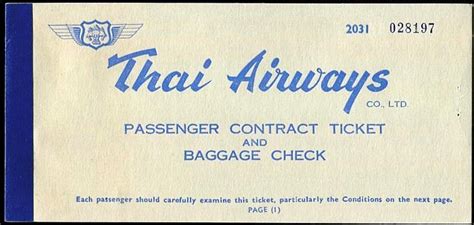 2031 028197
Thai Airways
CO., LTD.
PASSENGER CONTRACT TICKET
AND
BAGGAGE CHECK
Each passenger should carefully examine this ticket, particularly the Conditions on the next page.
PAGE (1)